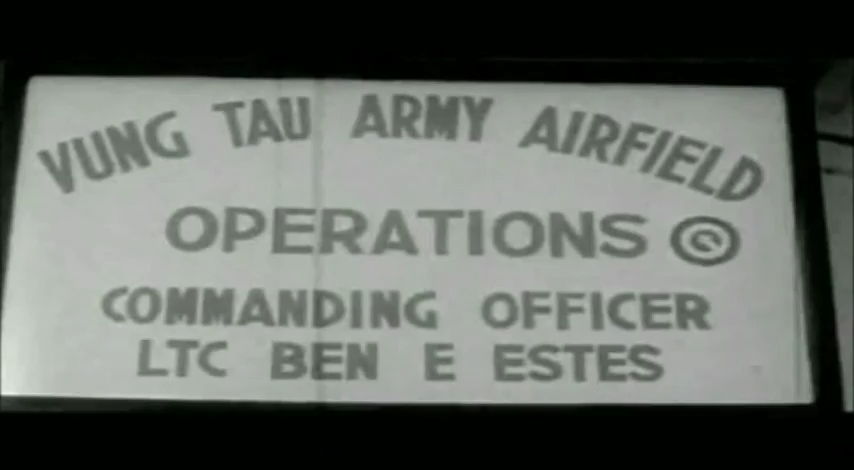 VUNG TAU ARMY AIRFIELD
OPERATIONS
COMMANDING OFFICER
LTC BEN E ESTES